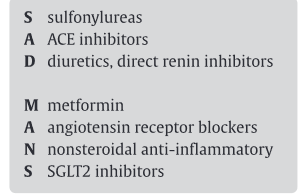 S sulfonylureas
A ACE inhibitors
D diuretics, direct renin inhibitors
M metformin
A angiotensin receptor blockers
N nonsteroidal anti-inflammatory
S SGLT2 inhibitors